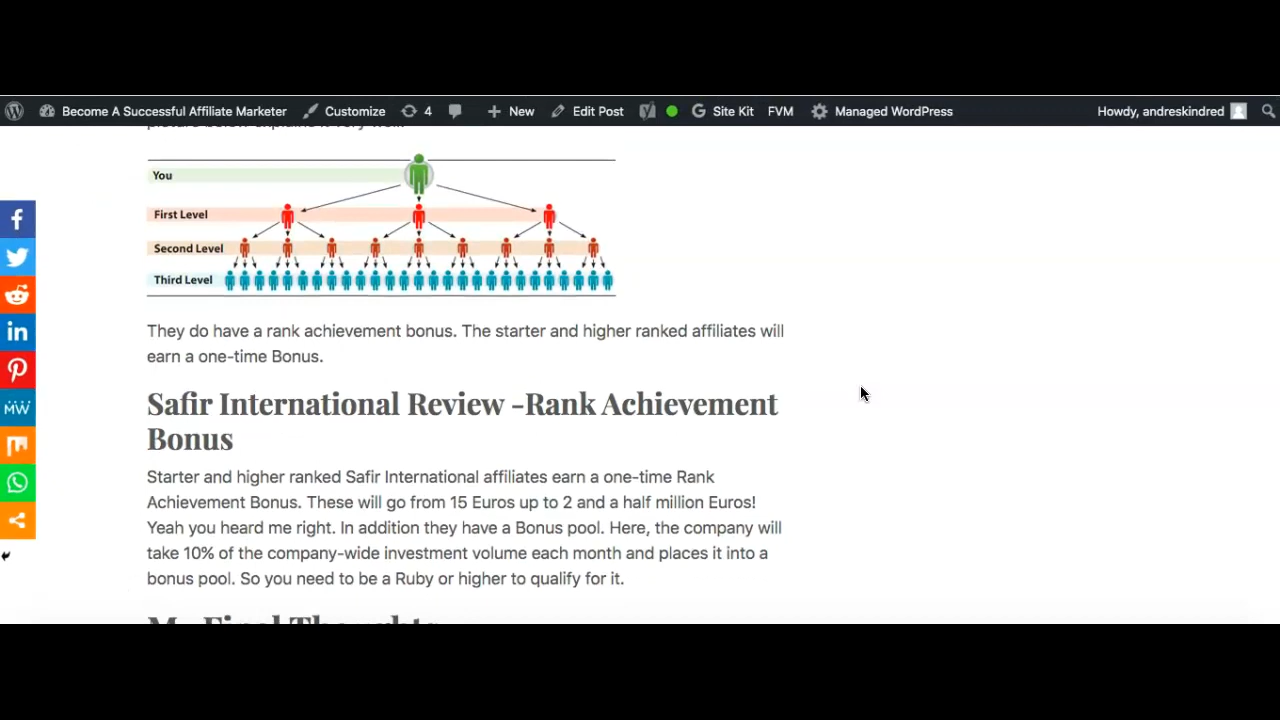 Become A Successful Affiliate Marketer Customize 4 New Edit Post Site Kit FVM Managed WordPress Howdy, andreskindred
You
First Level
Second Level
Third Level
They do have a rank achievement bonus. The starter and higher ranked affiliates will
earn a one-time Bonus.
Safir International Review -Rank Achievement
Bonus
Starter and higher ranked Safir International affiliates earn a one-time Rank
Achievement Bonus. These will go from 15 Euros up to 2 and a half million Euros!
Yeah you heard me right. In addition they have a Bonus pool. Here, the company will
take 10% of the company-wide investment volume each month and places it into a
bonus pool. So you need to be a Ruby or higher to qualify for it.
My Final Thoughts